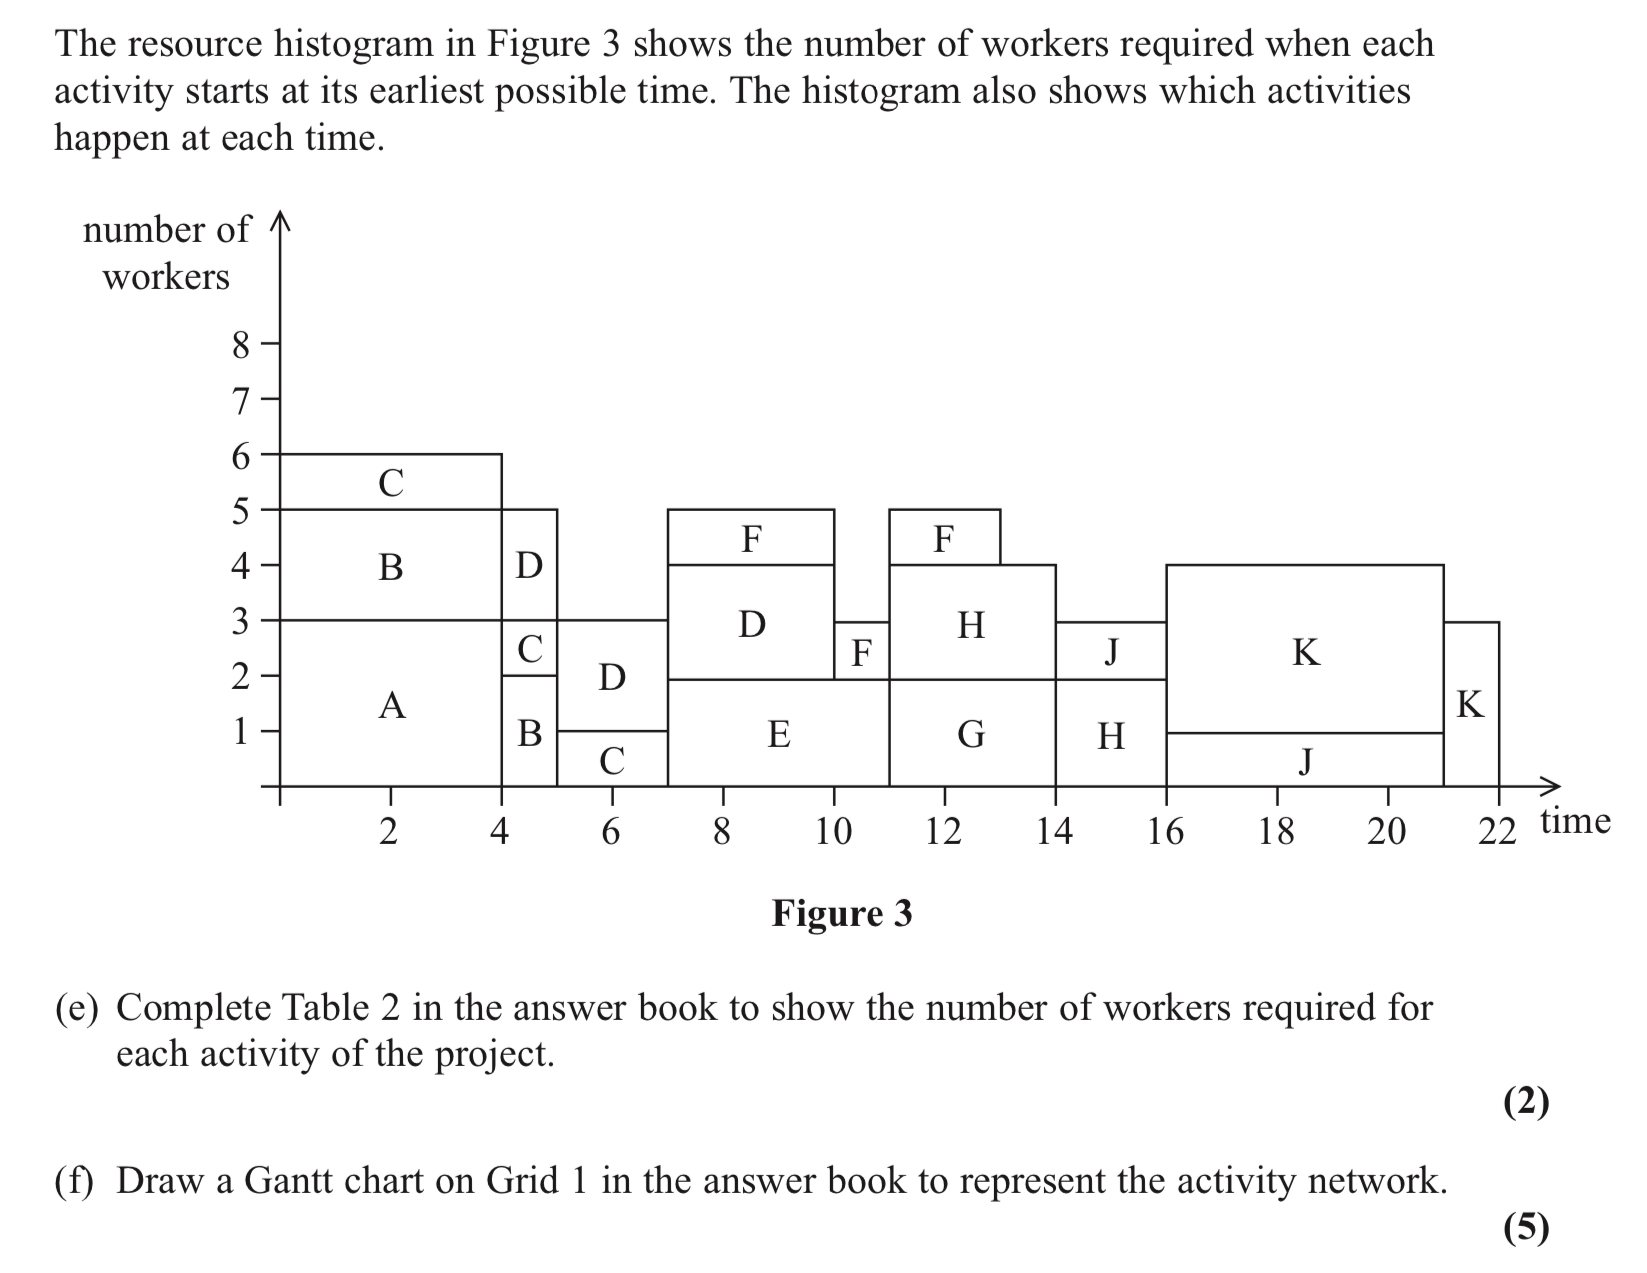 The resource histogram in Figure 3 shows the number of workers required when each
activity starts at its earliest possible time. The histogram also shows which activities
happen at each time.
number of
workers
8
7
6
5
4
3
2
1
C
B
A
D
C
B
D
C
F
D
F
E
F
H
G
J
H
K
J
K
2
4
6
8
10
12
14
16
18
20
22
time
Figure 3
(e) Complete Table 2 in the answer book to show the number of workers required for
each activity of the project.
(2)
(f) Draw a Gantt chart on Grid 1 in the answer book to represent the activity network.
(5)